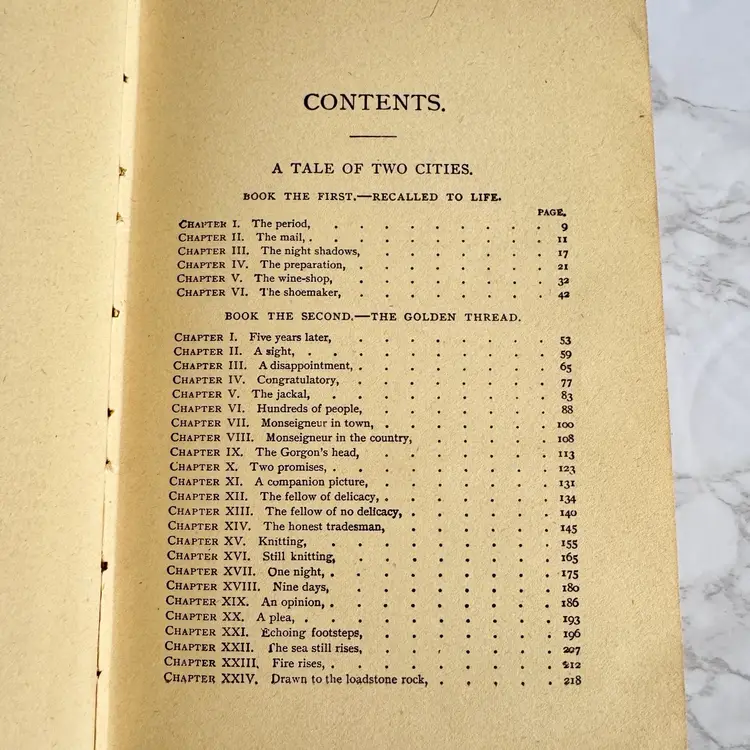 CONTENTS.
A TALE OF TWO CITIES.
BOOK THE FIRST.—RECALLED TO LIFE.
PAGE.
CHAPTER I. The period, . . . . . . . . 9
CHAPTER II. The mail, . . . . . . . . . 11
CHAPTER III. The night shadows, . . . . . . . 17
CHAPTER IV. The preparation, . . . . . . . . 21
CHAPTER V. The wine-shop, . . . . . . . 32
CHAPTER VI. The shoemaker, . . . . . . . 42
BOOK THE SECOND.—THE GOLDEN THREAD.
CHAPTER I. Five years later, . . . . . . . 53
CHAPTER II. A sight, . . . . . . . . 59
CHAPTER III. A disappointment, . . . . . . . 65
CHAPTER IV. Congratulatory, . . . . . . . 77
CHAPTER V. The jackal, . . . . . . . . 83
CHAPTER VI. Hundreds of people, . . . . . . 88
CHAPTER VII. Monseigneur in town, . . . . . . 100
CHAPTER VIII. Monseigneur in the country, . . . . . 108
CHAPTER IX. The Gorgon's head, . . . . . . . 113
CHAPTER X. Two promises, . . . . . . . . 123
CHAPTER XI. A companion picture, . . . . . . 131
CHAPTER XII. The fellow of delicacy, . . . . . . 134
CHAPTER XIII. The fellow of no delicacy, . . . . . . 140
CHAPTER XIV. The honest tradesman, . . . . . . 145
CHAPTER XV. Knitting, . . . . . . . . 155
CHAPTER XVI. Still knitting, . . . . . . . 165
CHAPTER XVII. One night, . . . . . . . . 175
CHAPTER XVIII. Nine days, . . . . . . . 180
CHAPTER XIX. An opinion, . . . . . . . . 186
CHAPTER XX. A plea, . . . . . . . . . 193
CHAPTER XXI. Echoing footsteps, . . . . . . . 196
CHAPTER XXII. The sea still rises, . . . . . . . 207
CHAPTER XXIII. Fire rises, . . . . . . . . 212
CHAPTER XXIV. Drawn to the loadstone rock, . . . . . 218